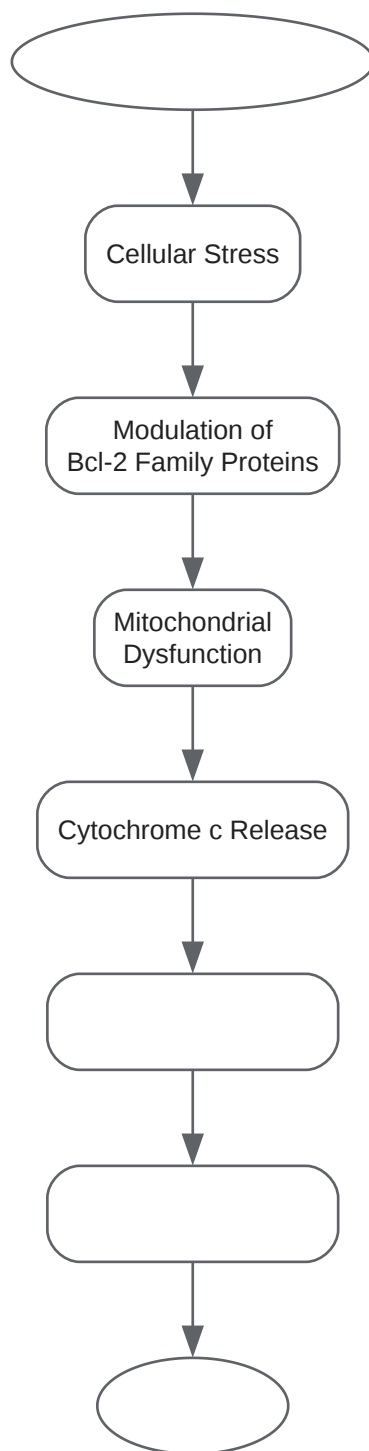 Cellular Stress
Modulation of
Bcl-2 Family Proteins
Mitochondrial
Dysfunction
Cytochrome c Release